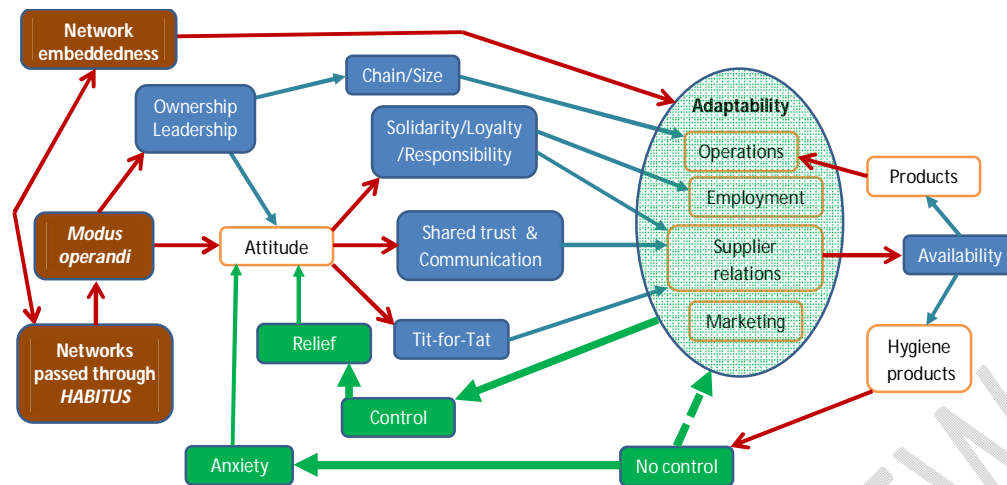 Network
embeddedness
Chain/Size
Ownership
Leadership
Adaptability
Solidarity/Loyalty
/Responsibility
Operations
Products
Employment
Modus
operandi
Attitude
Shared trust &
Communication
Supplier
relations
Availability
Relief
Tit-for-Tat
Marketing
Hygiene
products
Networks
passed through
HABITUS
Control
Anxiety
No control